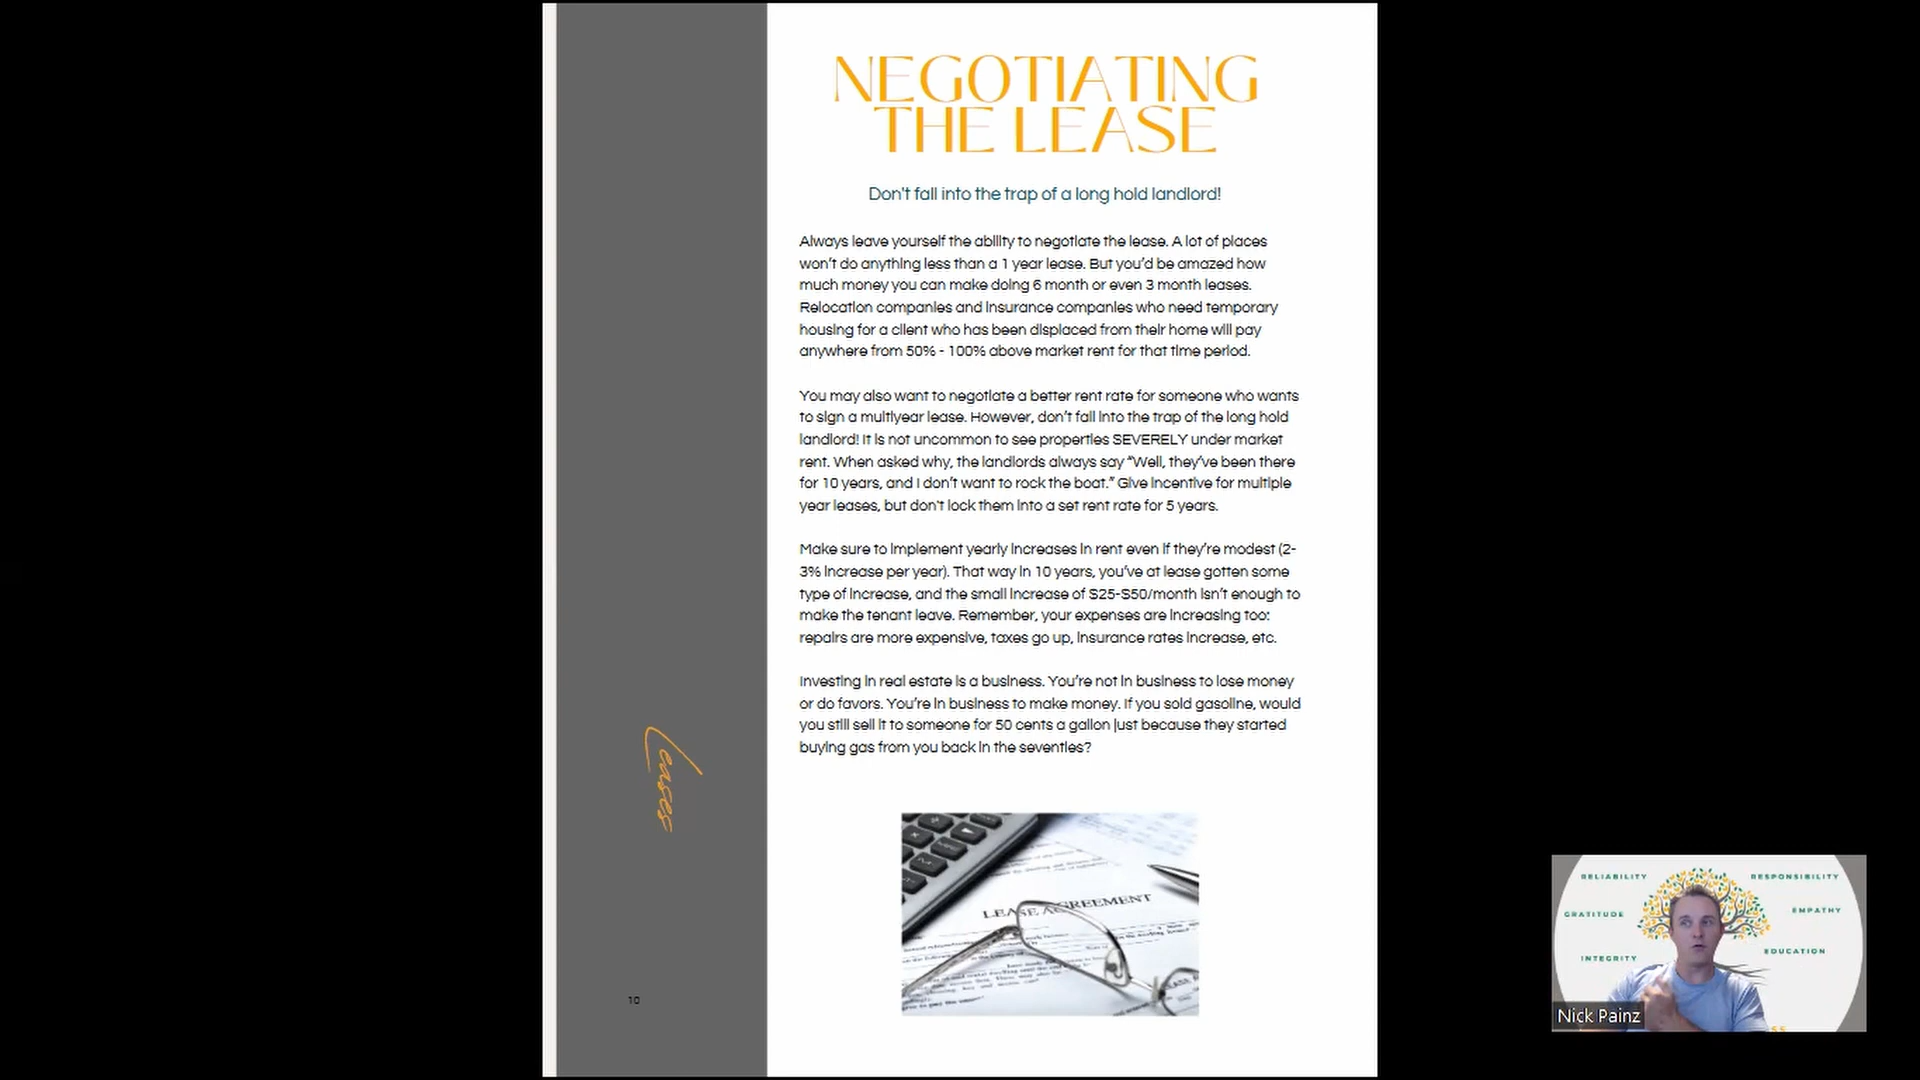 NEGOTIATING
THE LEASE
Don't fall into the trap of a long hold landlord!
Always leave yourself the ability to negotiate the lease. A lot of places
won't do anything less than a 1 year lease. But you'd be amazed how
much money you can make doing 6 month or even 3 month leases.
Relocation companies and insurance companies who need temporary
housing for a client who has been displaced from their home will pay
anywhere from 50% - 100% above market rent for that time period.
You may also want to negotiate a better rent rate for someone who wants
to sign a multiyear lease. However, don't fall into the trap of the long hold
landlord! It is not uncommon to see properties SEVERELY under market
rent. When asked why, the landlords always say "Well, they've been there
for 10 years, and I don't want to rock the boat." Give incentive for multiple
year leases, but don't lock them into a set rent rate for 5 years.
Make sure to implement yearly increases in rent even if they're modest (2-
3% increase per year). That way in 10 years, you've at lease gotten some
type of increase, and the small increase of $25-$50/month isn't enough to
make the tenant leave. Remember, your expenses are increasing too:
repairs are more expensive, taxes go up, insurance rates increase, etc.
Investing in real estate is a business. You're not in business to lose money
or do favors. You're in business to make money. If you sold gasoline, would
you still sell it to someone for 50 cents a gallon just because they started
buying gas from you back in the seventies?
Leases
10
LEASE AGREEMENT
RELIABILITY
RESPONSIBILITY
GRATITUDE
EMPATHY
EDUCATION
INTEGRITY
Nick Painz